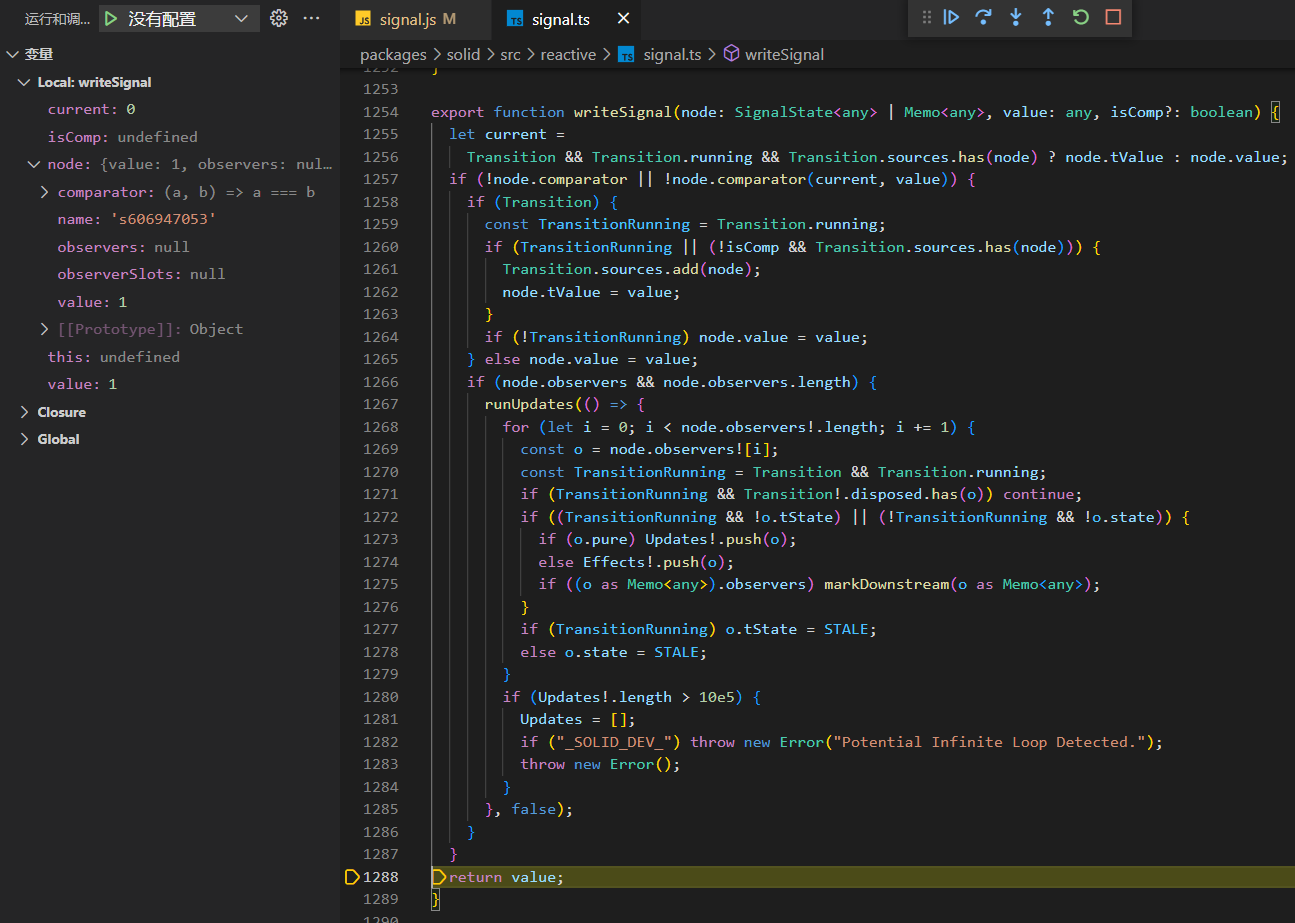 运行和调... 没有配置 ···
变量
Local: writeSignal
current: 0
isComp: undefined
node: {value: 1, observers: nul…
comparator: (a, b) => a === b
name: 's606947053'
observers: null
observerSlots: null
value: 1
[[Prototype]]: Object
this: undefined
value: 1
Closure
Global
JS signal.js M TS signal.ts
packages > solid > src > reactive > TS signal.ts > writeSignal
1252 }
1253
1254 export function writeSignal(node: SignalState<any> | Memo<any>, value: any, isComp?: boolean) {
1255 let current =
1256 Transition && Transition.running && Transition.sources.has(node) ? node.tValue : node.value;
1257 if (!node.comparator || !node.comparator(current, value)) {
1258 if (Transition) {
1259 const TransitionRunning = Transition.running;
1260 if (TransitionRunning || (!isComp && Transition.sources.has(node))) {
1261 Transition.sources.add(node);
1262 node.tValue = value;
1263 }
1264 if (!TransitionRunning) node.value = value;
1265 } else node.value = value;
1266 if (node.observers && node.observers.length) {
1267 runUpdates(() => {
1268 for (let i = 0; i < node.observers!.length; i += 1) {
1269 const o = node.observers![i];
1270 const TransitionRunning = Transition && Transition.running;
1271 if (TransitionRunning && Transition!.disposed.has(o)) continue;
1272 if ((TransitionRunning && !o.tState) || (!TransitionRunning && !o.state)) {
1273 if (o.pure) Updates!.push(o);
1274 else Effects!.push(o);
1275 if ((o as Memo<any>).observers) markDownstream(o as Memo<any>);
1276 }
1277 if (TransitionRunning) o.tState = STALE;
1278 else o.state = STALE;
1279 }
1280 if (Updates!.length > 10e5) {
1281 Updates = [];
1282 if ("_SOLID_DEV_") throw new Error("Potential Infinite Loop Detected.");
1283 throw new Error();
1284 }
1285 }, false);
1286 }
1287 }
1288 return value;
1289 }
1290